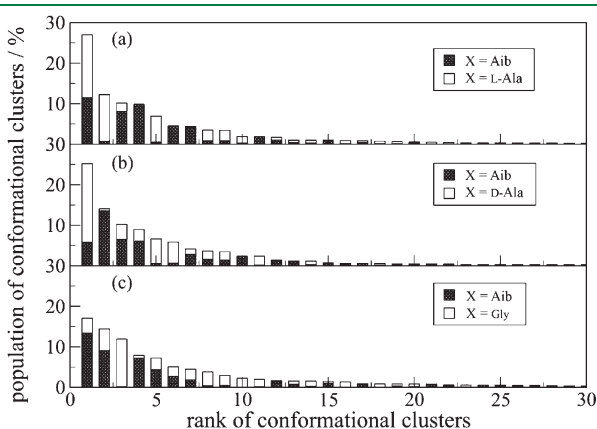 population of conformational clusters / %
30
(a)
X = Aib
X = L-Ala
20
10
30
(b)
X = Aib
X = D-Ala
20
10
30
(c)
X = Aib
X = Gly
20
10
0
0 5 10 15 20 25 30
rank of conformational clusters